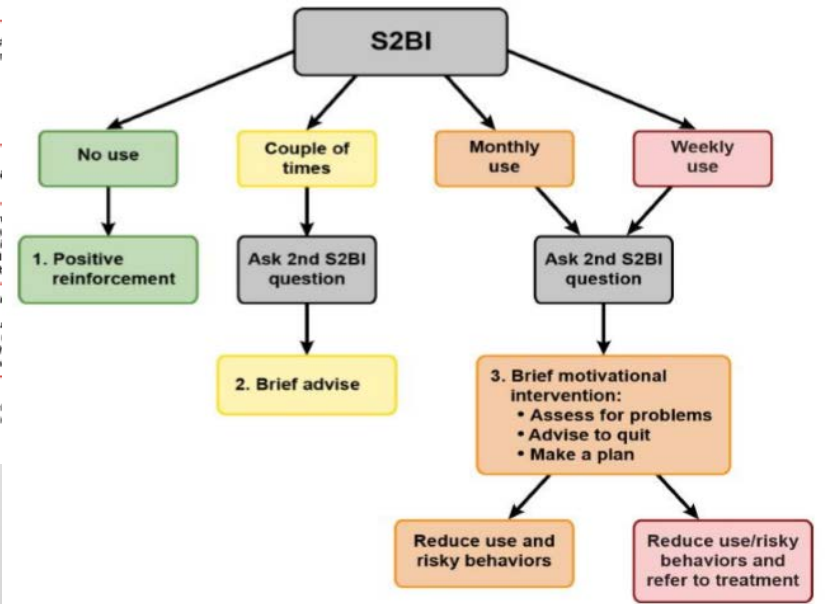 S2BI
No use
Couple of
times
Monthly
use
Weekly
use
1. Positive
reinforcement
Ask 2nd S2BI
question
Ask 2nd S2BI
question
2. Brief advise
3. Brief motivational
intervention:
• Assess for problems
• Advise to quit
• Make a plan
Reduce use and
risky behaviors
Reduce use/risky
behaviors and
refer to treatment